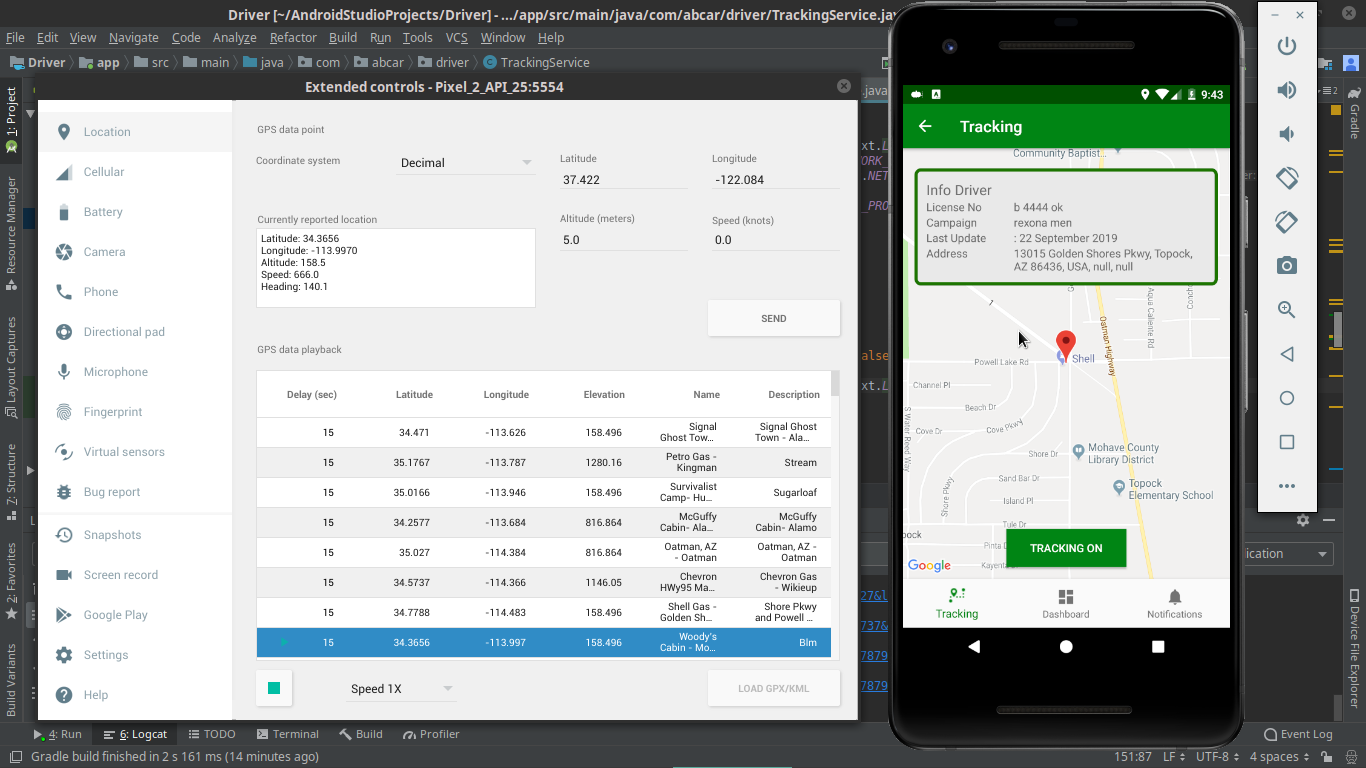 Driver [~/AndroidStudioProjects/Driver] - .../app/src/main/java/com/abcar/driver/TrackingService.ja
File Edit View Navigate Code Analyze Refactor Build Run Tools VCS Window Help
Driver app src main java com abcar driver TrackingService
Extended controls - Pixel_2_API_25:5554
1: Project
Resource Manager
Layout Captures
7: Structure
2: Favorites
Build Variants
Location
Cellular
Battery
Camera
Phone
Directional pad
Microphone
Fingerprint
Virtual sensors
Bug report
Snapshots
Screen record
Google Play
Settings
Help
GPS data point
Coordinate system
Decimal
Latitude
37.422
Longitude
-122.084
Currently reported location
Latitude: 34.3656
Longitude: -113.9970
Altitude: 158.5
Speed: 666.0
Heading: 140.1
Altitude (meters)
5.0
Speed (knots)
0.0
SEND
GPS data playback
Delay (sec) Latitude Longitude Elevation Name Description
15 34.471 -113.626 158.496 Signal Ghost Tow... Signal Ghost Town - Ala...
15 35.1767 -113.787 1280.16 Petro Gas - Kingman Stream
15 35.0166 -113.946 158.496 Survivalist Camp- Hu... Sugarloaf
15 34.2577 -113.684 816.864 McGuffy Cabin- Ala... McGuffy Cabin- Alamo
15 35.027 -114.384 816.864 Oatman, AZ - Oatman Oatman, AZ - Oatman
15 34.5737 -114.366 1146.05 Chevron HWy95 Ma... Chevron Gas - Wikieup
15 34.7788 -114.483 158.496 Shell Gas - Golden Sh... Shore Pkwy and Powell ...
15 34.3656 -113.997 158.496 Woody's Cabin - Mo... Blm
Speed 1X
LOAD GPX/KML
.java
xt.L
ORK_
.NET
_PRO
alse
xt.L
27&l
737&
7879
7879
9:43
Tracking
Community Baptist...
Info Driver
License No b 4444 ok
Campaign rexona men
Last Update : 22 September 2019
Address 13015 Golden Shores Pkwy, Topock,
AZ 86436, USA, null, null
1
Aqua Caliente Rd
Oatman Highway
Shell
Powell Lake Rd
Channel Pl
Beach Dr
Cove Dr
Cove Pkwy
S Water Reed Way
Shore Dr
Mohave County
Library District
Sand Bar Dr
Shore Pkwy
Topock
Elementary School
Island Pl
Tule Dr
pock
Pinta D
Kayenta
TRACKING ON
Google
Tracking
Dashboard
Notifications
2
Gradle
ication
Device File Explorer
4: Run 6: Logcat TODO Terminal Build Profiler Event Log
Gradle build finished in 2 s 161 ms (14 minutes ago) 151:87 LF UTF-8 4 spaces